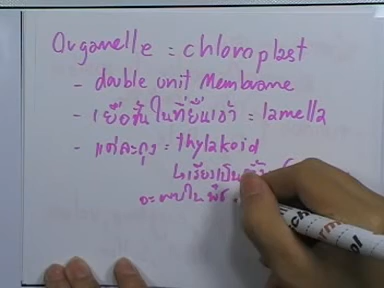 Organelle = chloroplast
- double unit Membrane
- เยื่อชั้นในที่ยื่นเข้า = lamella
- แต่ละถุง = thylakoid
เรียงเป็นตั้ง
จะพบในพืช